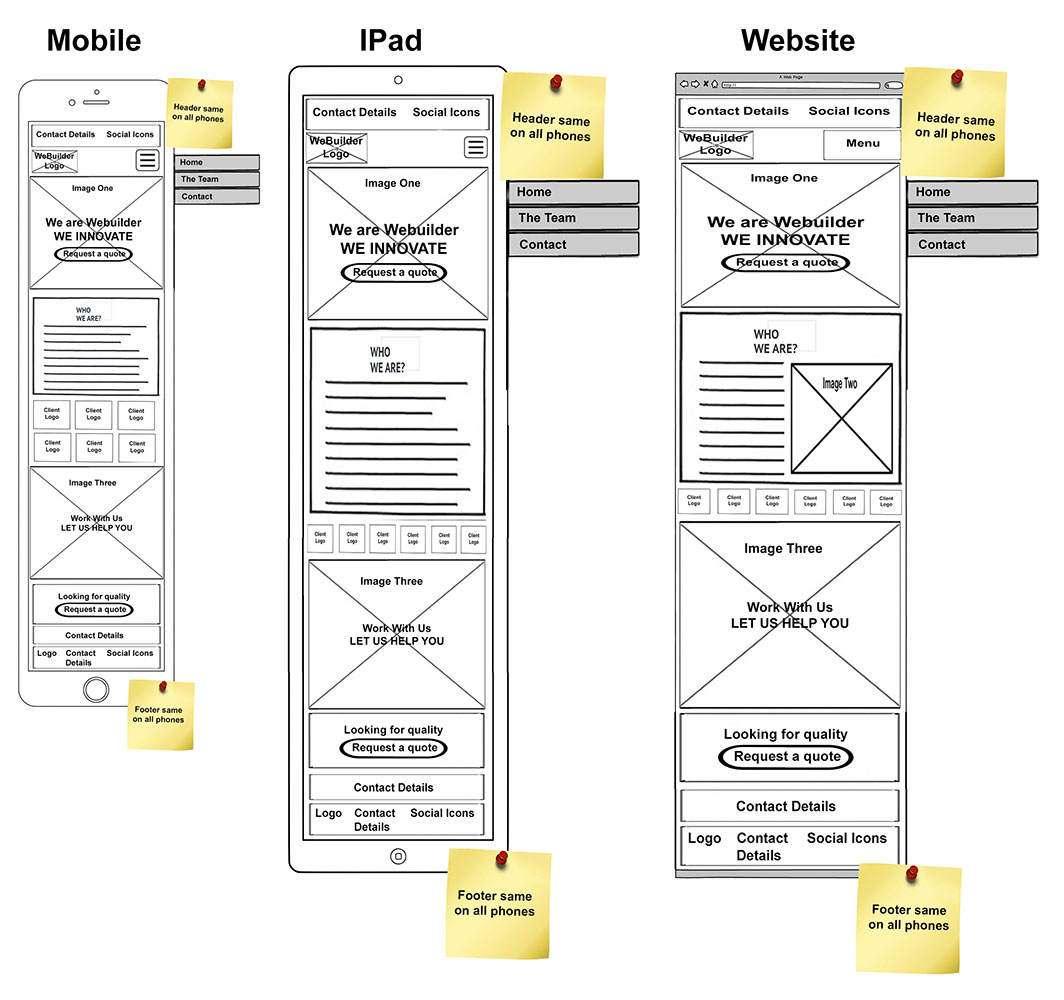 Mobile
Header same
on all phones
Contact Details Social Icons
WeBuilder
Logo
Home
The Team
Contact
Image One
We are Webuilder
WE INNOVATE
Request a quote
WHO
WE ARE?
Client
Logo
Client
Logo
Client
Logo
Client
Logo
Client
Logo
Client
Logo
Image Three
Work With Us
LET US HELP YOU
Looking for quality
Request a quote
Contact Details
Logo Contact Social Icons
Details
Footer same
on all phones
IPad
Header same
on all phones
Contact Details Social Icons
WeBuilder
Logo
Home
The Team
Contact
Image One
We are Webuilder
WE INNOVATE
Request a quote
WHO
WE ARE?
Client
Logo
Client
Logo
Client
Logo
Client
Logo
Client
Logo
Client
Logo
Image Three
Work With Us
LET US HELP YOU
Looking for quality
Request a quote
Contact Details
Logo Contact Social Icons
Details
Footer same
on all phones
Website
A Web Page
http://
Header same
on all phones
Contact Details Social Icons
WeBuilder
Logo
Menu
Home
The Team
Contact
Image One
We are Webuilder
WE INNOVATE
Request a quote
WHO
WE ARE?
Image Two
Client
Logo
Client
Logo
Client
Logo
Client
Logo
Client
Logo
Client
Logo
Image Three
Work With Us
LET US HELP YOU
Looking for quality
Request a quote
Contact Details
Logo Contact Social Icons
Details
Footer same
on all phones